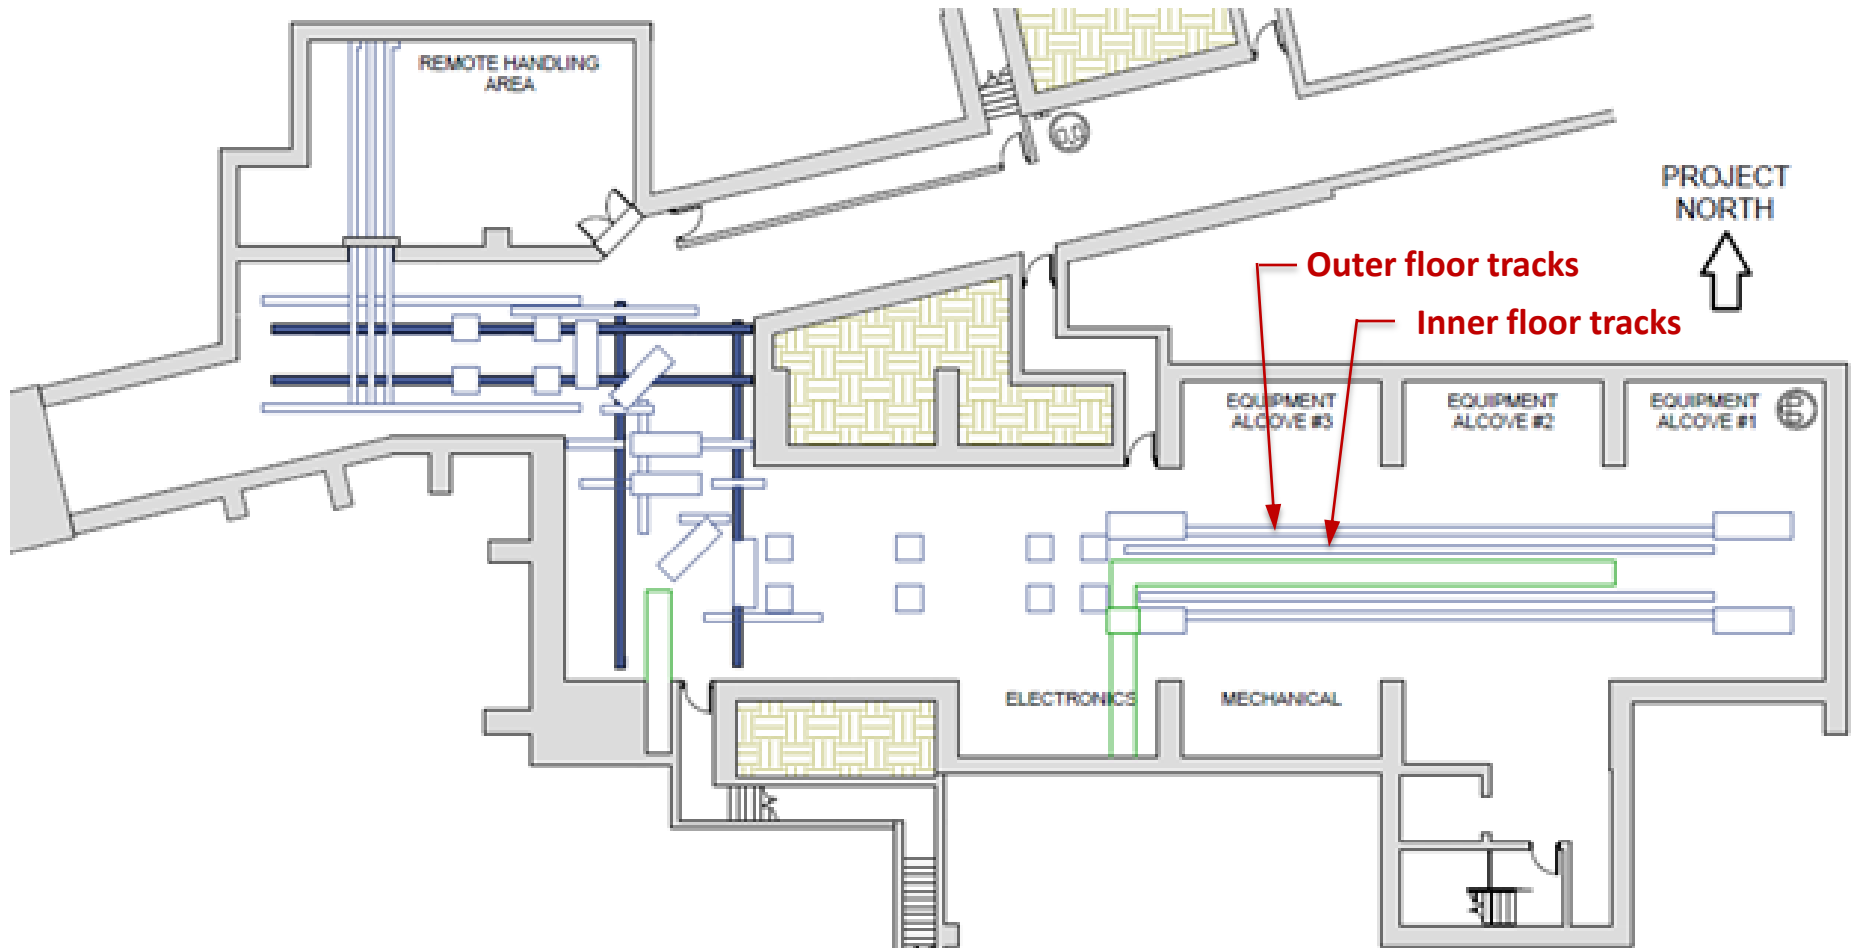 REMOTE HANDLING
AREA
PROJECT
NORTH
Outer floor tracks
Inner floor tracks
EQUIPMENT
ALCOVE #3
EQUIPMENT
ALCOVE #2
EQUIPMENT
ALCOVE #1
ELECTRONICS
MECHANICAL